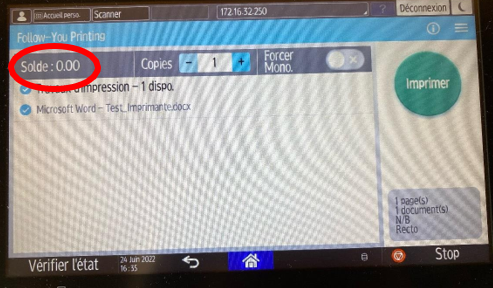 Accueil perso. Scanner 172.16.32.250 ? Déconnexion
Follow-You Printing
Solde : 0.00 Copies - 1 + Forcer Mono.
d'impression - 1 dispo.
Microsoft Word - Test_Imprimante.docx
Imprimer
1 page(s)
1 document(s)
N/B
Recto
Vérifier l'état 24 Juin 2022 16:35 Stop